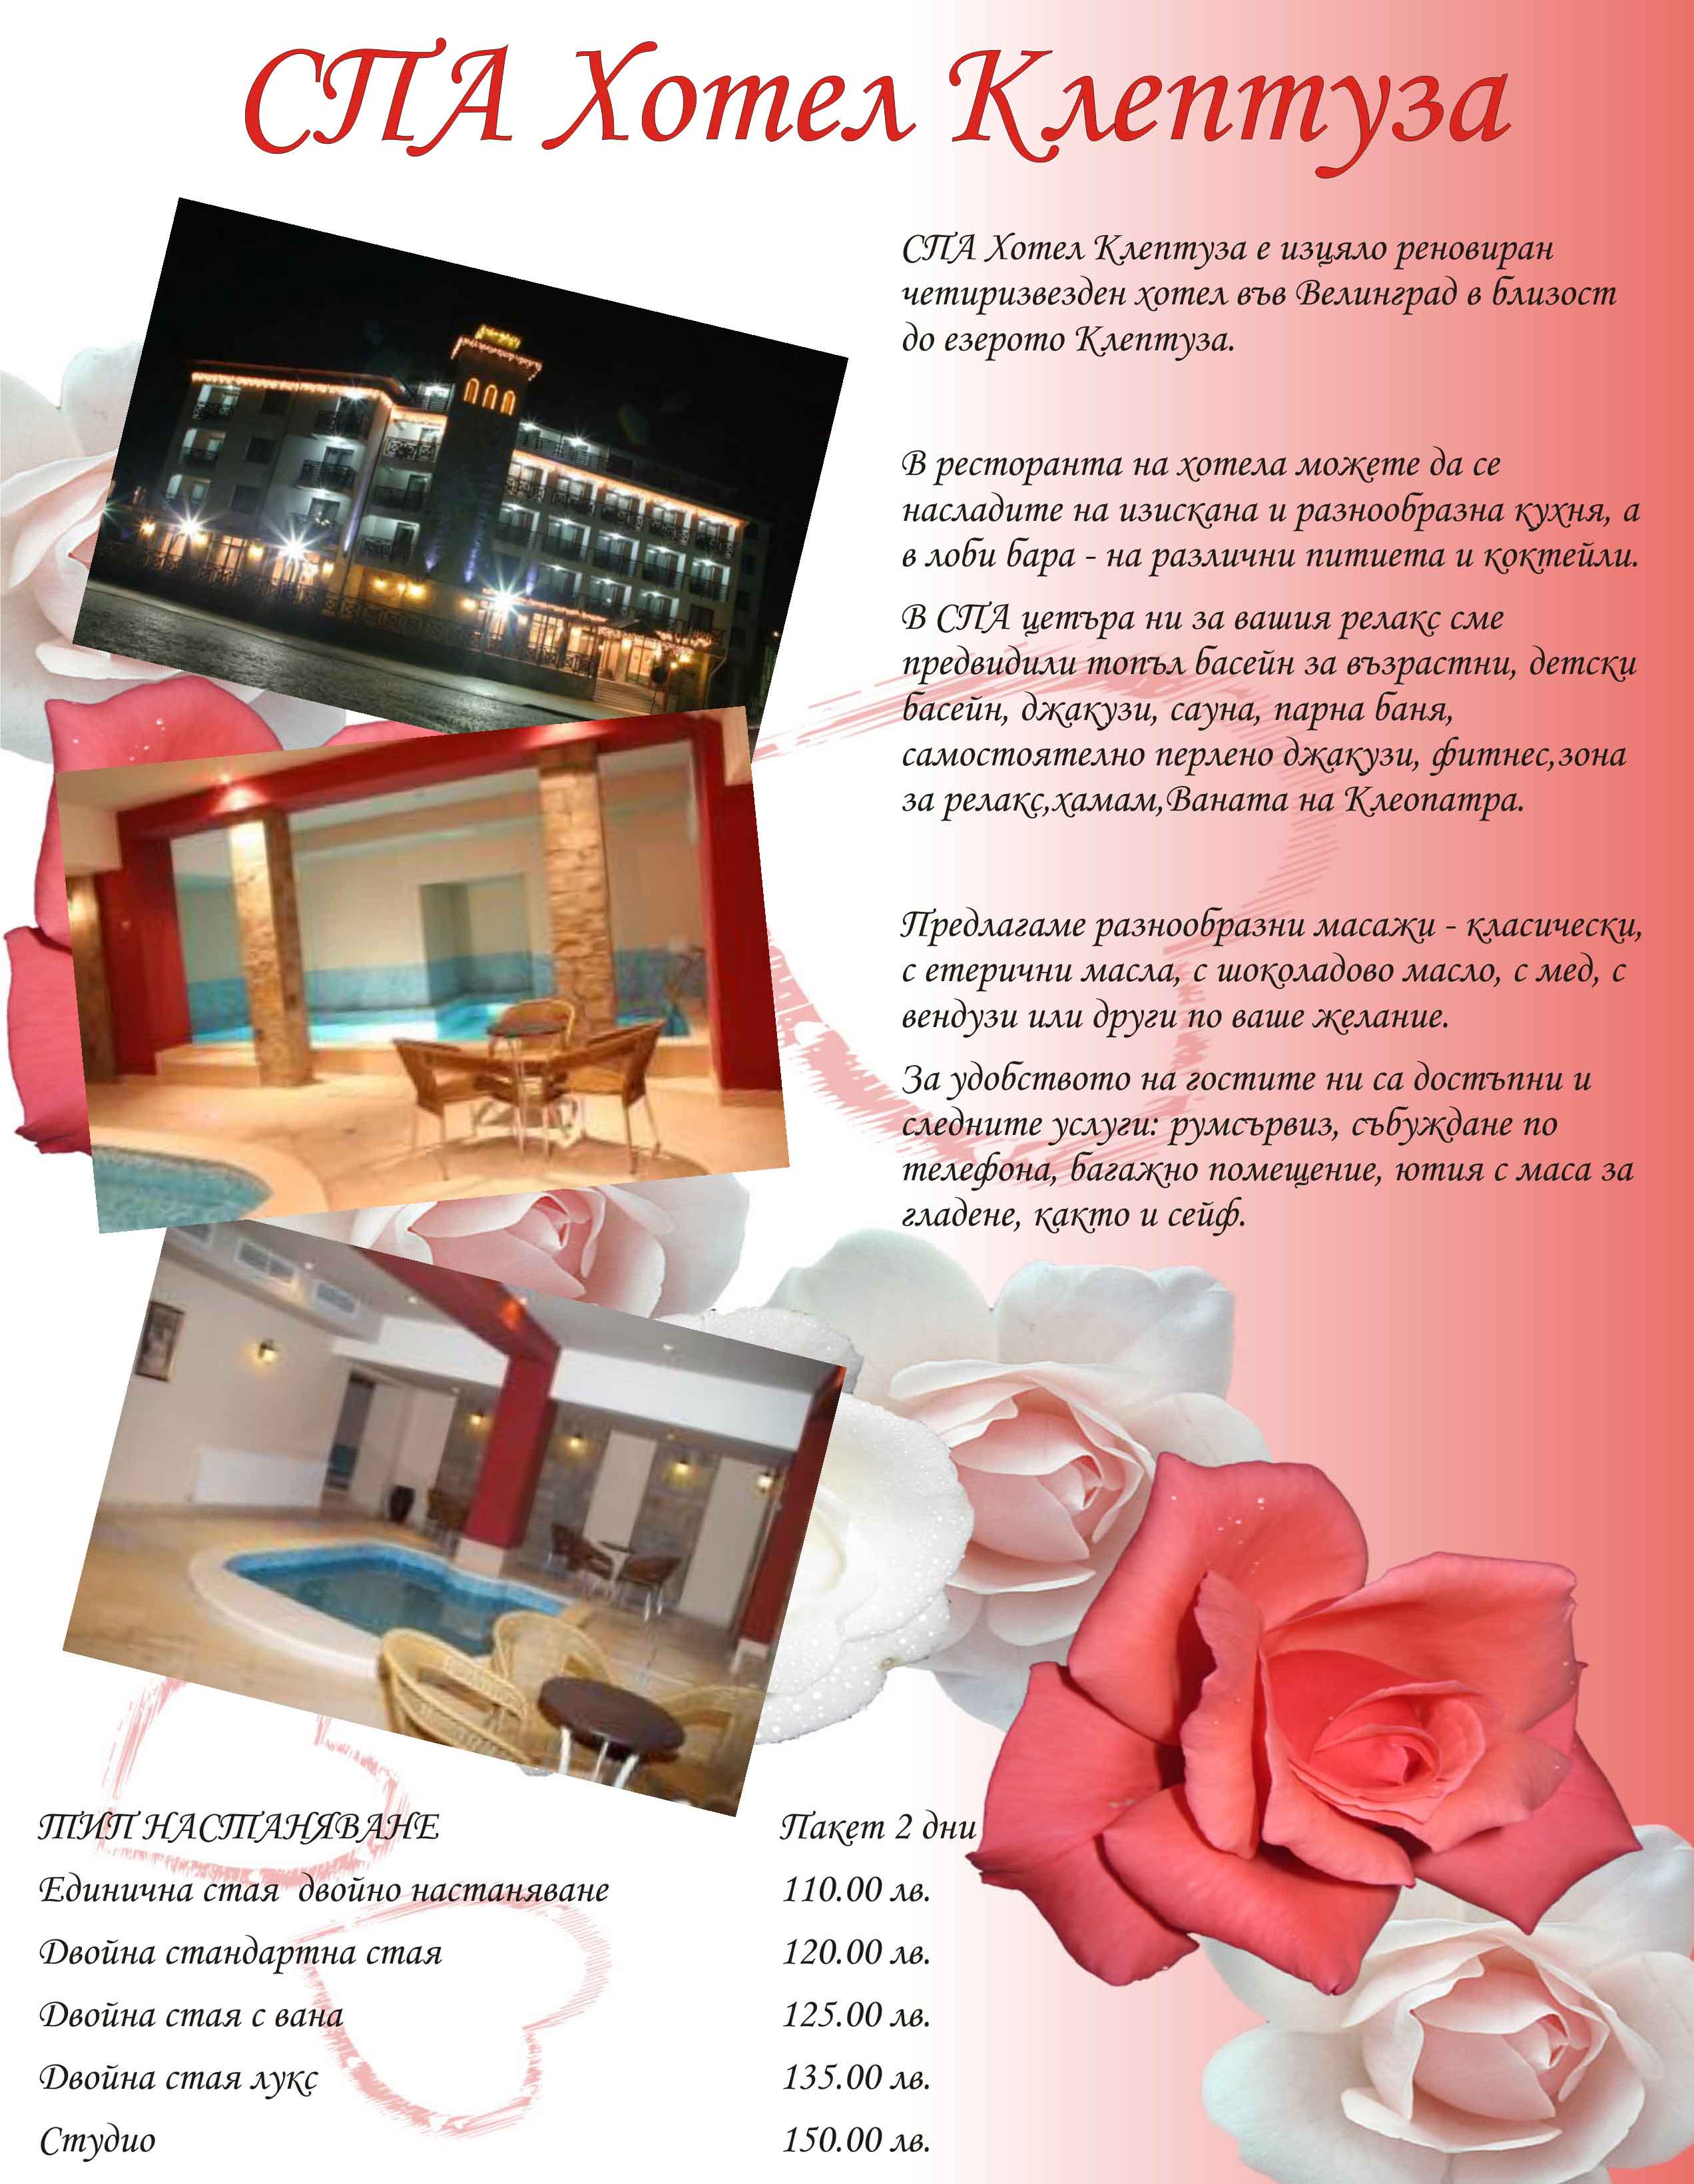 СПА Хотел Клептуза
СПА Хотел Клептуза е изцяло реновиран
четиризвезден хотел във Велинград в близост
до езерото Клептуза.
В ресторанта на хотела можете да се
насладите на изискана и разнообразна кухня, а
в лоби бара - на различни питиета и коктейли.
В СПА цетъра ни за вашия релакс сме
предвидили топъл басейн за възрастни, детски
басейн, джакузи, сауна, парна баня,
самостоятелно перлено джакузи, фитнес,зона
за релакс,хамам,Ваната на Клеопатра.
Предлагаме разнообразни масажи - класически,
с етерични масла, с шоколадово масло, с мед, с
вендузи или други по ваше желание.
За удобството на гостите ни са достъпни и
следните услуги: румсървиз, събуждане по
телефона, багажно помещение, ютия с маса за
гладене, както и сейф.
ТИП НАСТАНЯВАНЕ Пакет 2 дни
Единична стая двойно настаняване 110.00 лв.
Двойна стандартна стая 120.00 лв.
Двойна стая с вана 125.00 лв.
Двойна стая лукс 135.00 лв.
Студио 150.00 лв.